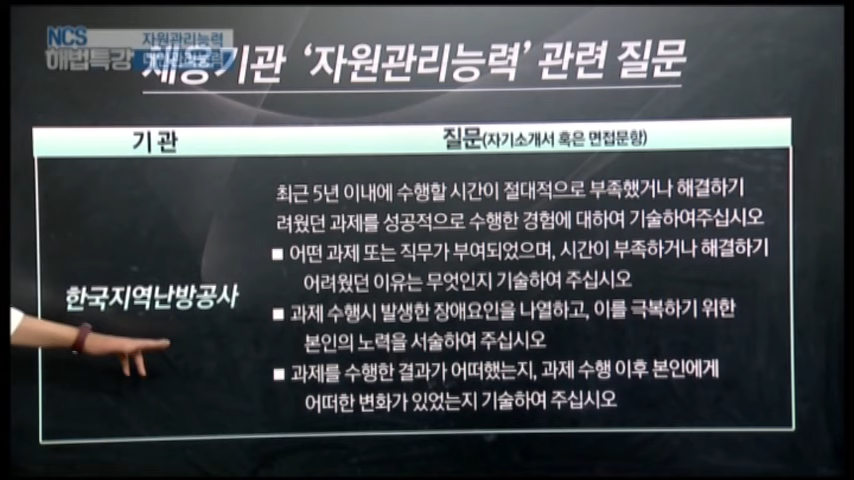 NCS
해법특강
자원관리능력
기관 '자원관리능력' 관련 질문
기 관
질문(자기소개서 혹은 면접문항)
최근 5년 이내에 수행할 시간이 절대적으로 부족했거나 해결하기
려웠던 과제를 성공적으로 수행한 경험에 대하여 기술하여주십시오
■ 어떤 과제 또는 직무가 부여되었으며, 시간이 부족하거나 해결하기
어려웠던 이유는 무엇인지 기술하여 주십시오
한국지역난방공사
■ 과제 수행시 발생한 장애요인을 나열하고, 이를 극복하기 위한
본인의 노력을 서술하여 주십시오
■ 과제를 수행한 결과가 어떠했는지, 과제 수행 이후 본인에게
어떠한 변화가 있었는지 기술하여 주십시오